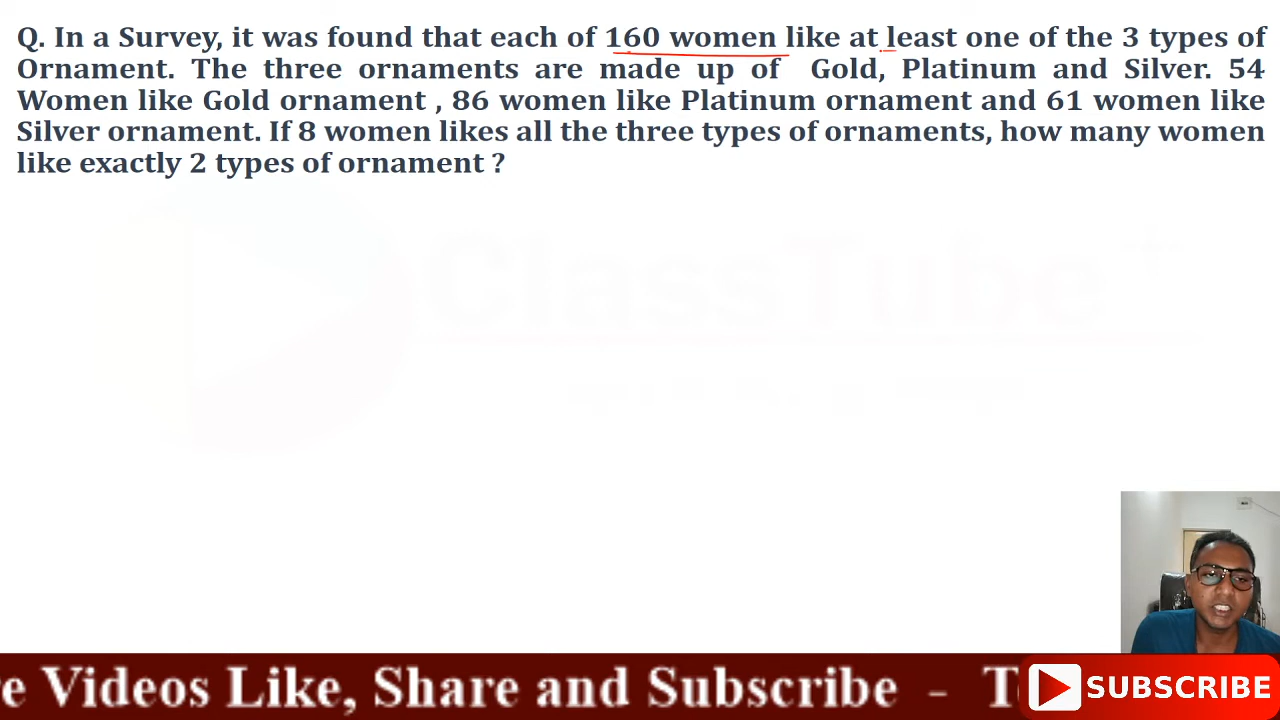 Q. In a Survey, it was found that each of 160 women like at least one of the 3 types of
Ornament. The three ornaments are made up of Gold, Platinum and Silver. 54
Women like Gold ornament , 86 women like Platinum ornament and 61 women like
Silver ornament. If 8 women likes all the three types of ornaments, how many women
like exactly 2 types of ornament ?
ClassTube
e Videos Like, Share and Subscribe - T
SUBSCRIBE